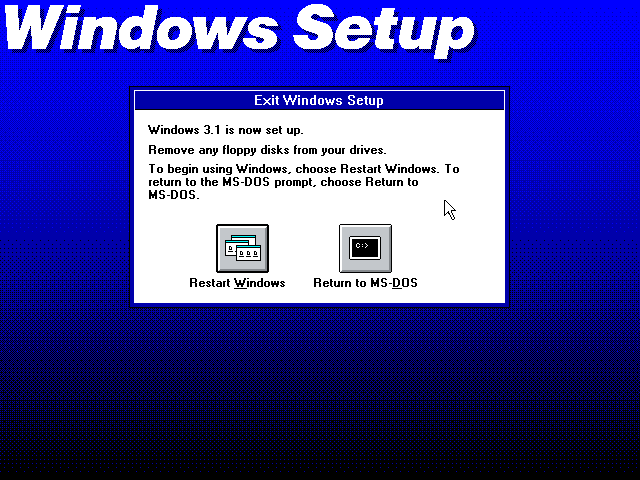 Windows Setup
Exit Windows Setup
Windows 3.1 is now set up.
Remove any floppy disks from your drives.
To begin using Windows, choose Restart Windows. To
return to the MS-DOS prompt, choose Return to
MS-DOS.
C:>
Restart Windows
Return to MS-DOS